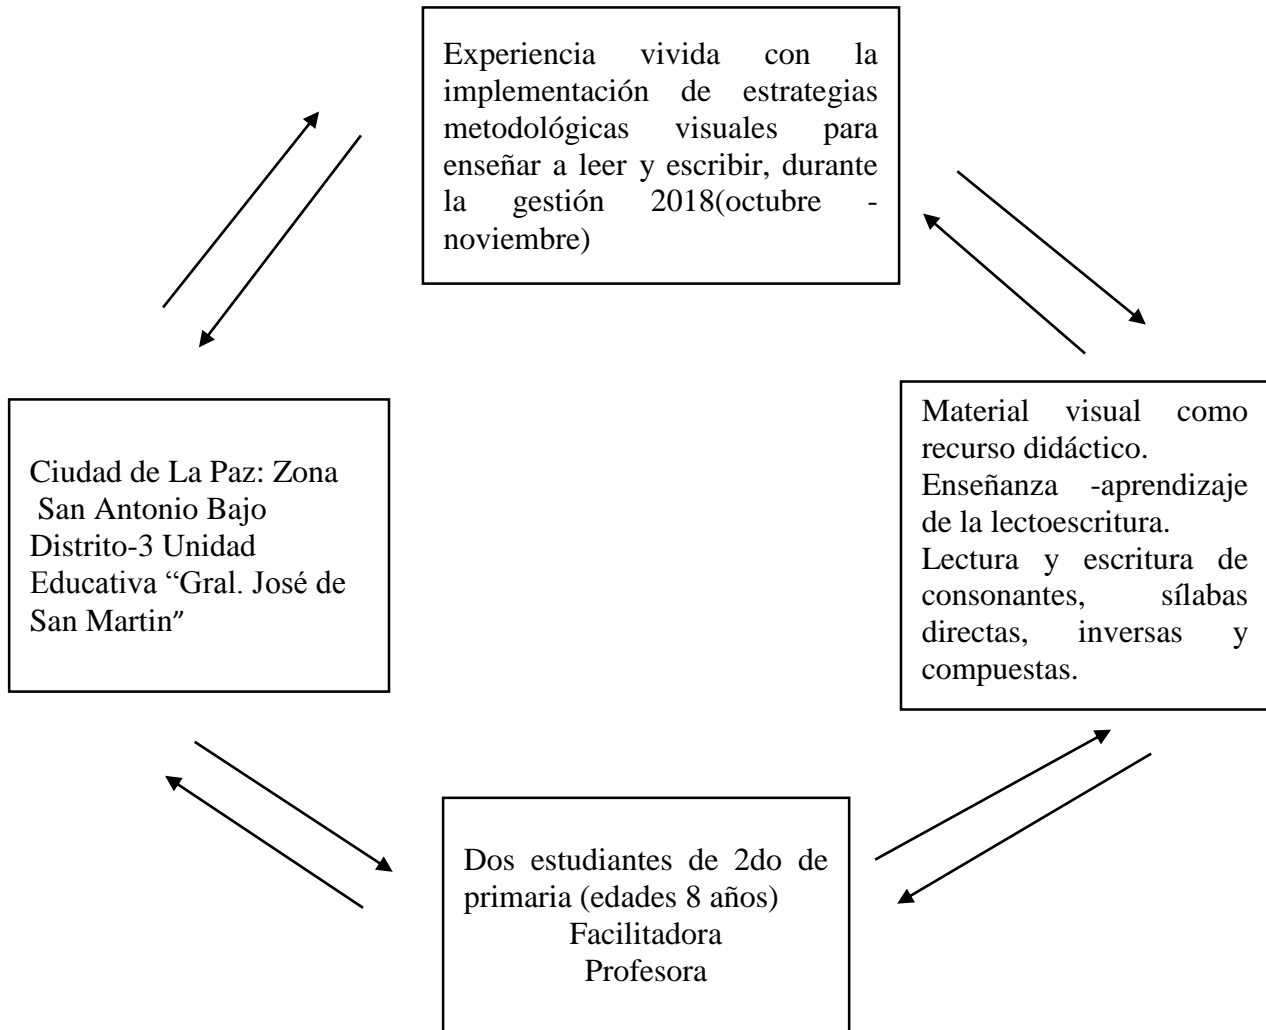 Experiencia vivida con la
implementación de estrategias
metodológicas visuales para
enseñar a leer y escribir, durante
la gestión 2018(octubre -
noviembre)
Ciudad de La Paz: Zona
San Antonio Bajo
Distrito-3 Unidad
Educativa “Gral. José de
San Martin”
Material visual como
recurso didáctico.
Enseñanza -aprendizaje
de la lectoescritura.
Lectura y escritura de
consonantes, sílabas
directas, inversas y
compuestas.
Dos estudiantes de 2do de
primaria (edades 8 años)
Facilitadora
Profesora